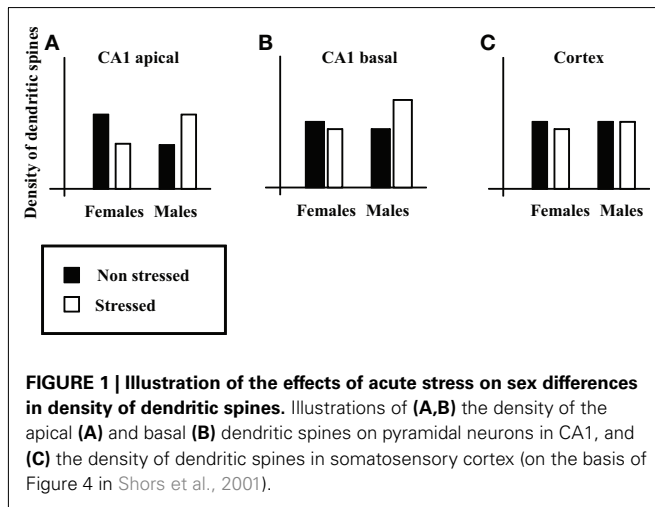 A CA1 apical
B CA1 basal
C Cortex
Density of dendritic spines
Females Males
Females Males
Females Males
Non stressed
Stressed
FIGURE 1 | Illustration of the effects of acute stress on sex differences
in density of dendritic spines. Illustrations of (A,B) the density of the
apical (A) and basal (B) dendritic spines on pyramidal neurons in CA1, and
(C) the density of dendritic spines in somatosensory cortex (on the basis of
Figure 4 in Shors et al., 2001).